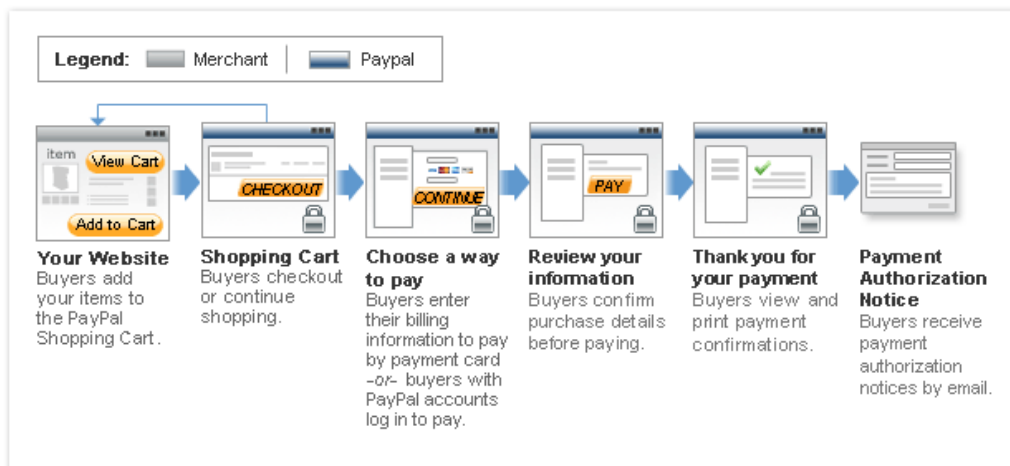 Legend: Merchant Paypal
item
View Cart
Add to Cart
CHECKOUT
CONTINUE
PAY
Your Website
Buyers add
your items to
the PayPal
Shopping Cart.
Shopping Cart
Buyers checkout
or continue
shopping.
Choose a way
to pay
Buyers enter
their billing
information to pay
by payment card
-or- buyers with
PayPal accounts
log in to pay.
Review your
information
Buyers confirm
purchase details
before paying.
Thank you for
your payment
Buyers view and
print payment
confirmations.
Payment
Authorization
Notice
Buyers receive
payment
authorization
notices by email.